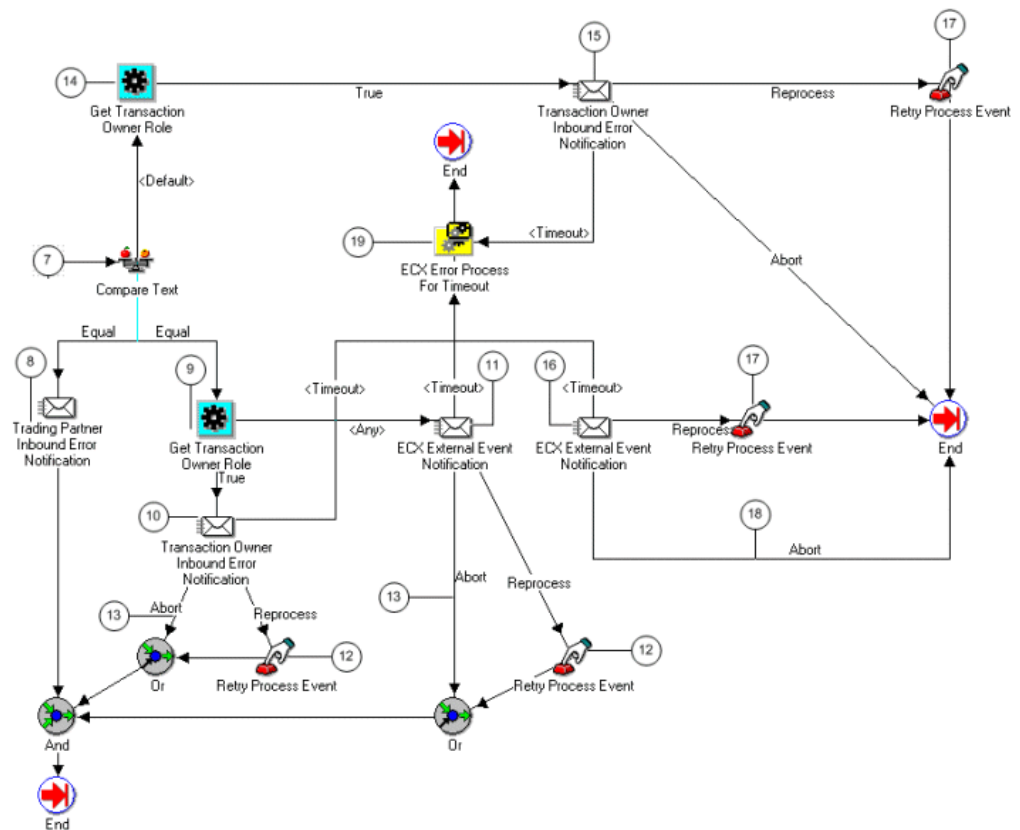 17
15
14
True
Reprocess
Get Transaction
Owner Role
Transaction Owner
Inbound Error
Notification
Retry Process Event
End
<Default>
<Timeout>
19
7
ECX Error Process
For Timeout
Abort
Compare Text
Equal
Equal
8
9
11
16
17
<Timeout>
<Timeout>
<Timeout>
Trading Partner
Inbound Error
Notification
<Any>
Reprocess
Get Transaction
Owner Role
ECX External Event
Notification
ECX External Event
Notification
Retry Process Event
End
True
10
18
Transaction Owner
Inbound Error
Notification
Abort
Abort
Reprocess
13
13
Abort
Reprocess
12
12
Or
Retry Process Event
Retry Process Event
And
Or
End